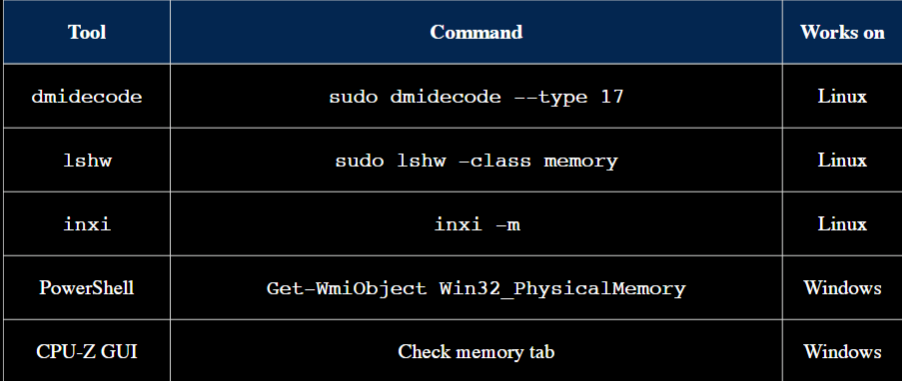 Tool Command Works on
dmidecode sudo dmidecode --type 17 Linux
lshw sudo lshw -class memory Linux
inxi inxi -m Linux
PowerShell Get-WmiObject Win32_PhysicalMemory Windows
CPU-Z GUI Check memory tab Windows